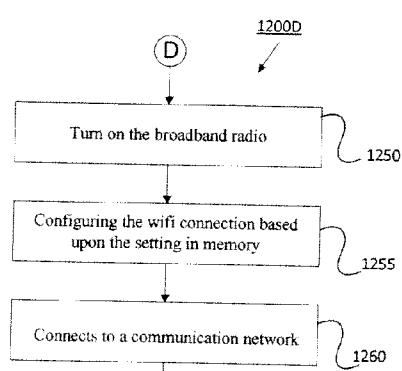 1200D
D
Turn on the broadband radio
1250
Configuring the wifi connection based
upon the setting in memory
1255
Connects to a communication network
1260